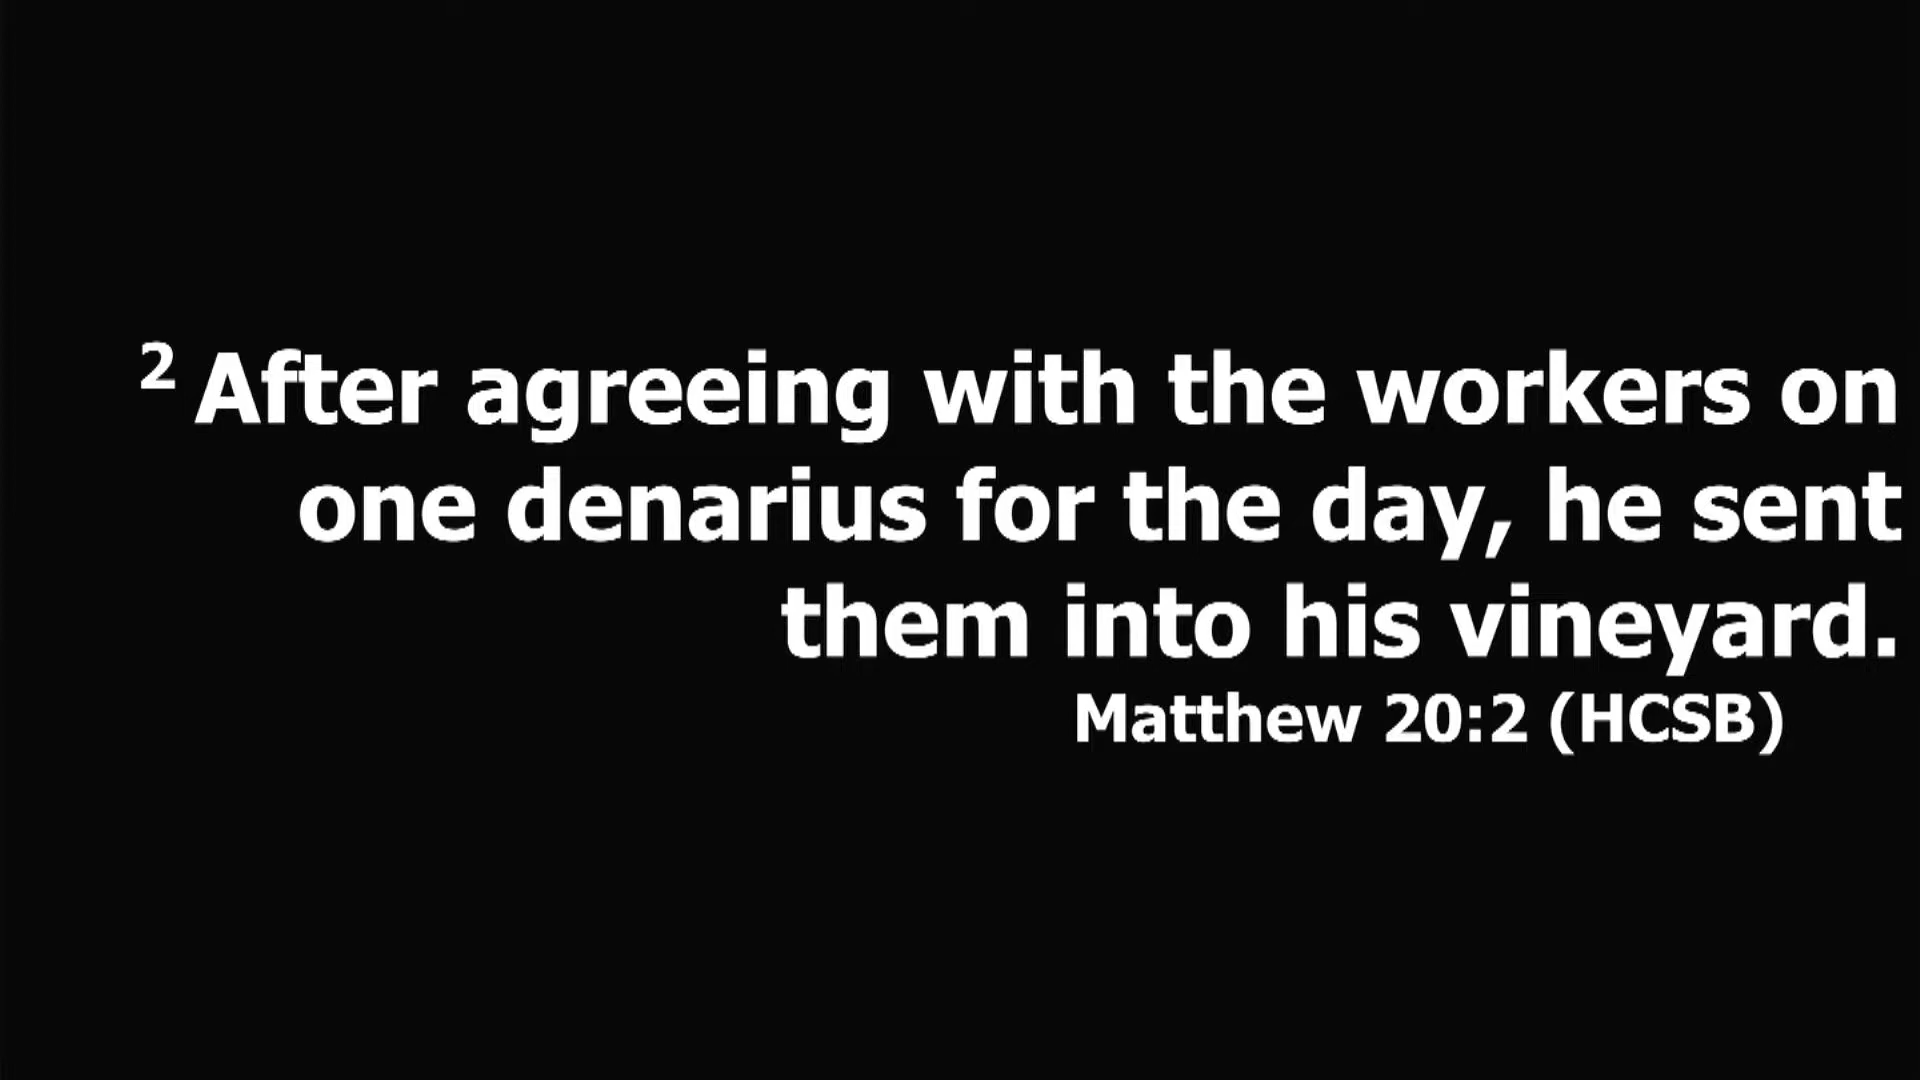 2 After agreeing with the workers on
one denarius for the day, he sent
them into his vineyard.
Matthew 20:2 (HCSB)